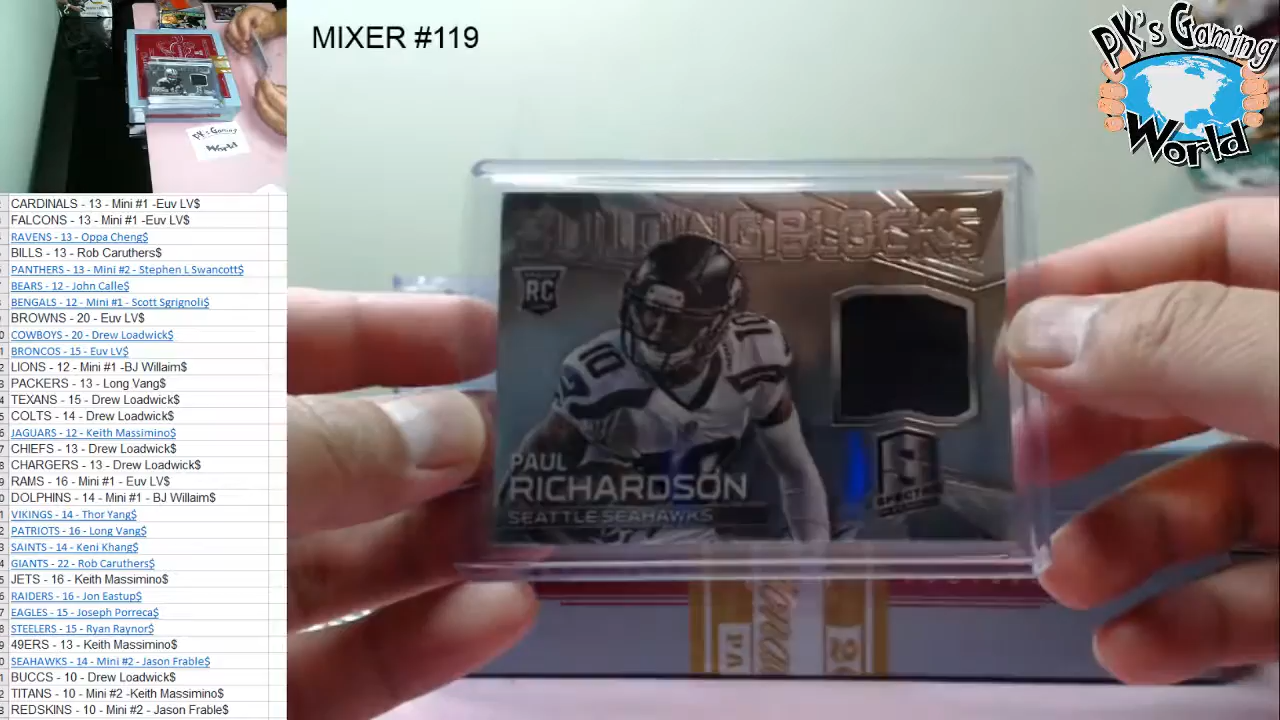 MIXER #119
PK's Gaming
World
PK's Gaming
World
CARDINALS - 13 - Mini #1 -Euv LV$
FALCONS - 13 - Mini #1 -Euv LV$
RAVENS - 13 - Oppa Cheng$
BILLS - 13 - Rob Caruthers$
PANTHERS - 13 - Mini #2 - Stephen L Swancott$
BEARS - 12 - John Calle$
BENGALS - 12 - Mini #1 - Scott Sgrignoli$
BROWNS - 20 - Euv LV$
COWBOYS - 20 - Drew Loadwick$
BRONCOS - 15 - Euv LV$
LIONS - 12 - Mini #1 -BJ Willaim$
PACKERS - 13 - Long Vang$
TEXANS - 15 - Drew Loadwick$
COLTS - 14 - Drew Loadwick$
JAGUARS - 12 - Keith Massimino$
CHIEFS - 13 - Drew Loadwick$
CHARGERS - 13 - Drew Loadwick$
RAMS - 16 - Mini #1 - Euv LV$
DOLPHINS - 14 - Mini #1 - BJ Willaim$
VIKINGS - 14 - Thor Yang$
PATRIOTS - 16 - Long Vang$
SAINTS - 14 - Keni Khang$
GIANTS - 22 - Rob Caruthers$
JETS - 16 - Keith Massimino$
RAIDERS - 16 - Jon Eastup$
EAGLES - 15 - Joseph Porreca$
STEELERS - 15 - Ryan Raynor$
49ERS - 13 - Keith Massimino$
SEAHAWKS - 14 - Mini #2 - Jason Frable$
BUCCS - 10 - Drew Loadwick$
TITANS - 10 - Mini #2 -Keith Massimino$
REDSKINS - 10 - Mini #2 - Jason Frable$
BUILDING BLOCKS
RC
10
10
PAUL
RICHARDSON
SEATTLE SEAHAWKS
SPECTRA